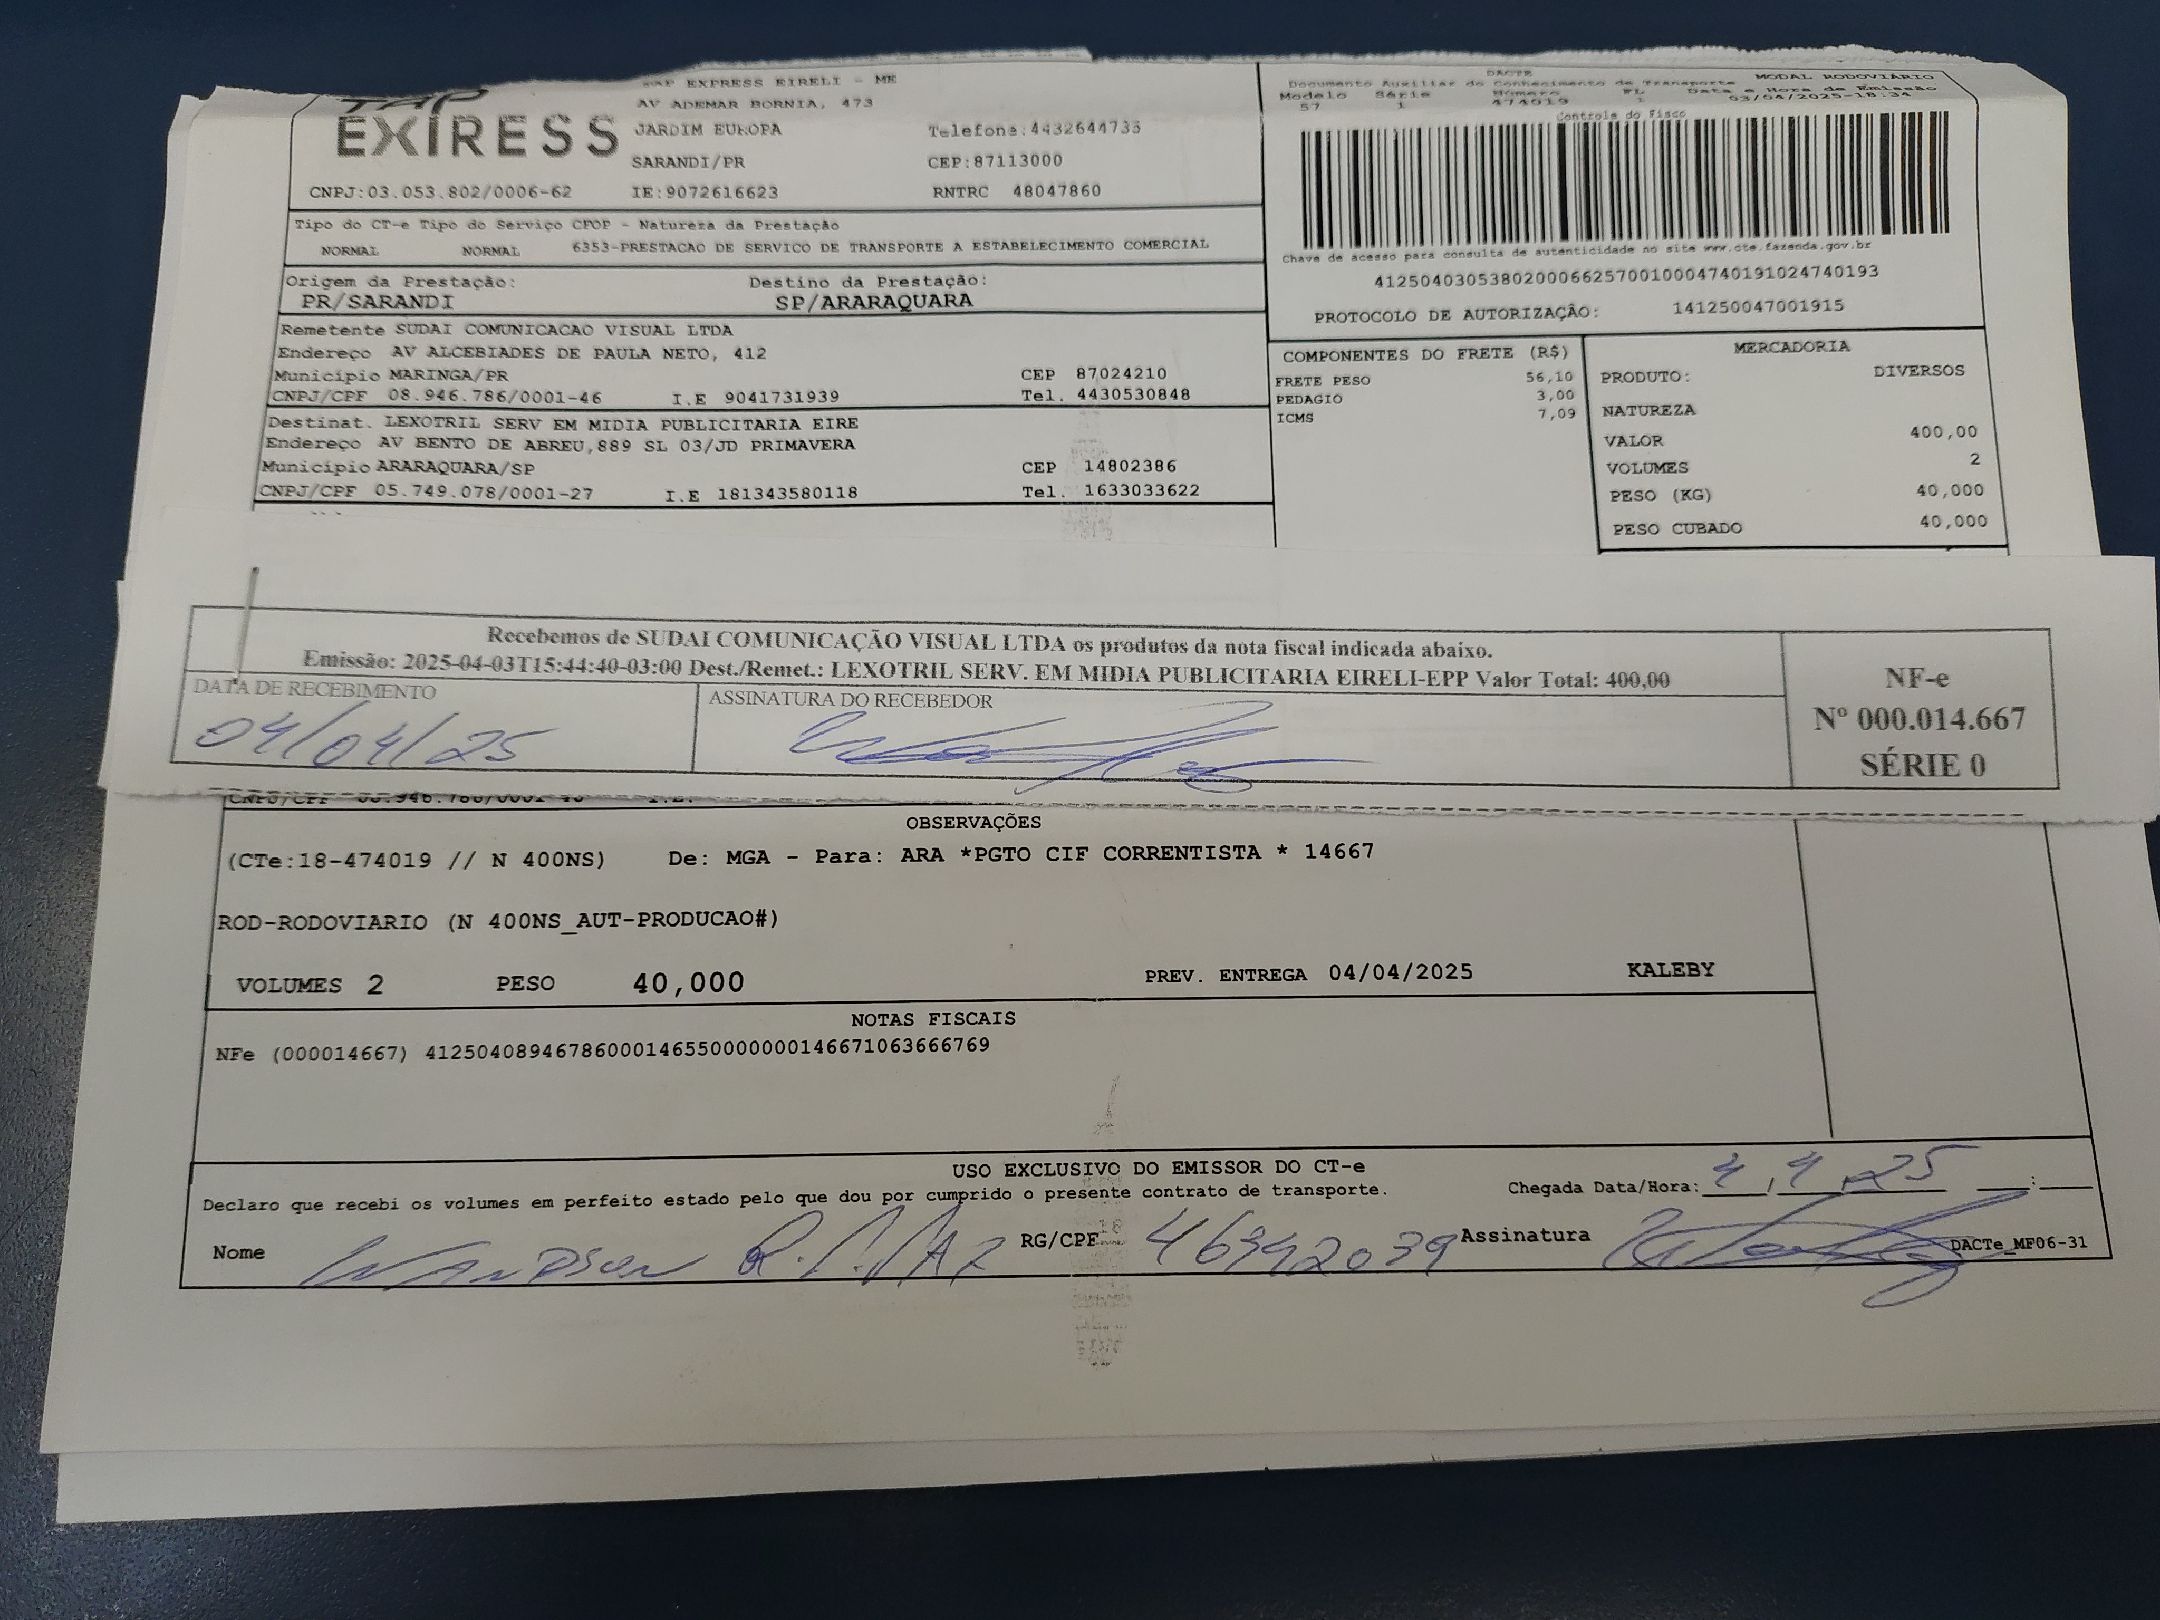 TAP EXPRESS EIRELI - ME
AV ADEMAR BORNIA, 473
EXPRESS
JARDIM EUROPA Telefone:4432644735
SARANDI/PR CEP:87113000
CNPJ:03.053.802/0006-62 IE:9072616623 RNTRC 48047860
DACTE
Documento Auxiliar do Conhecimento de Transporte MODAL RODOVIÁRIO
Modelo Série Número FL Data e Hora de Emissão
57 1 474019 1 03/04/2025-18:34
Controle do Fisco
Chave de acesso para consulta de autenticidade no site www.cte.fazenda.gov.br
41250403053802000662570010004740191024740193
PROTOCOLO DE AUTORIZAÇÃO: 141250047001915
Tipo do CT-e Tipo do Serviço CFOP - Natureza da Prestação
NORMAL NORMAL 6353-PRESTACAO DE SERVICO DE TRANSPORTE A ESTABELECIMENTO COMERCIAL
Origem da Prestação: Destino da Prestação:
PR/SARANDI SP/ARARAQUARA
Remetente SUDAI COMUNICACAO VISUAL LTDA
Endereço AV ALCEBIADES DE PAULA NETO, 412
Município MARINGA/PR CEP 87024210
CNPJ/CPF 08.946.786/0001-46 I.E 9041731939 Tel. 4430530848
Destinat. LEXOTRIL SERV EM MIDIA PUBLICITARIA EIRE
Endereço AV BENTO DE ABREU,889 SL 03/JD PRIMAVERA
Município ARARAQUARA/SP CEP 14802386
CNPJ/CPF 05.749.078/0001-27 I.E 181343580118 Tel. 1633033622
COMPONENTES DO FRETE (R$)
FRETE PESO 56,10
PEDAGIO 3,00
ICMS 7,09
MERCADORIA
PRODUTO: DIVERSOS
NATUREZA
VALOR 400,00
VOLUMES 2
PESO (KG) 40,000
PESO CUBADO 40,000
Recebemos de SUDAI COMUNICAÇÃO VISUAL LTDA os produtos da nota fiscal indicada abaixo.
Emissão: 2025-04-03T15:44:40-03:00 Dest./Remet.: LEXOTRIL SERV. EM MIDIA PUBLICITARIA EIRELI-EPP Valor Total: 400,00
DATA DE RECEBIMENTO ASSINATURA DO RECEBEDOR
04/04/25
NF-e
Nº 000.014.667
SÉRIE 0
CNPJ/CPF 08.946.786/0001-46 I.E.
OBSERVAÇÕES
(CTe:18-474019 // N 400NS) De: MGA - Para: ARA *PGTO CIF CORRENTISTA * 14667
ROD-RODOVIARIO (N 400NS_AUT-PRODUCAO#)
VOLUMES 2 PESO 40,000 PREV. ENTREGA 04/04/2025 KALEBY
NOTAS FISCAIS
NFe (000014667) 41250408946786000146550000000146671063666769
USO EXCLUSIVO DO EMISSOR DO CT-e
Declaro que recebi os volumes em perfeito estado pelo que dou por cumprido o presente contrato de transporte. Chegada Data/Hora: 4, 4, 25 :
Nome RG/CPF 46342039 Assinatura DACTe_MF06-31